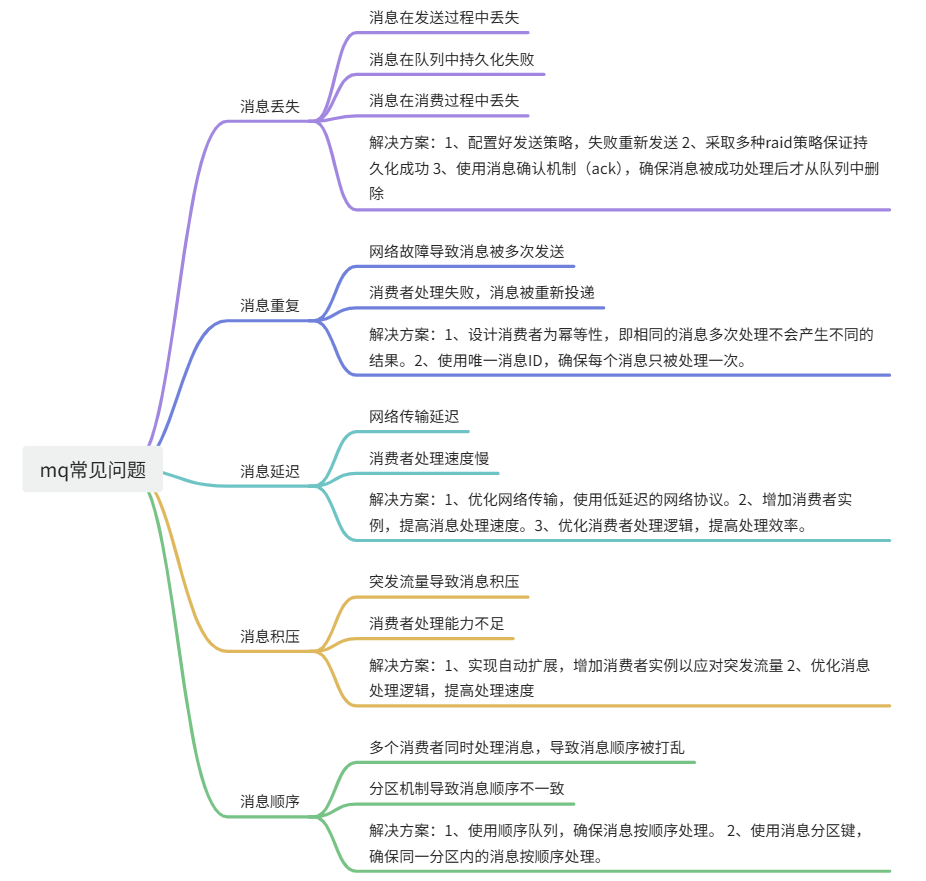 mq常见问题
消息丢失
消息在发送过程中丢失
消息在队列中持久化失败
消息在消费过程中丢失
解决方案：1、配置好发送策略，失败重新发送 2、采取多种raid策略保证持
久化成功 3、使用消息确认机制（ack），确保消息被成功处理后才从队列中删
除
消息重复
网络故障导致消息被多次发送
消费者处理失败，消息被重新投递
解决方案：1、设计消费者为幂等性，即相同的消息多次处理不会产生不同的
结果。2、使用唯一消息ID，确保每个消息只被处理一次。
消息延迟
网络传输延迟
消费者处理速度慢
解决方案：1、优化网络传输，使用低延迟的网络协议。2、增加消费者实
例，提高消息处理速度。3、优化消费者处理逻辑，提高处理效率。
消息积压
突发流量导致消息积压
消费者处理能力不足
解决方案：1、实现自动扩展，增加消费者实例以应对突发流量 2、优化消息
处理逻辑，提高处理速度
消息顺序
多个消费者同时处理消息，导致消息顺序被打乱
分区机制导致消息顺序不一致
解决方案：1、使用顺序队列，确保消息按顺序处理。 2、使用消息分区键，
确保同一分区内的消息按顺序处理。